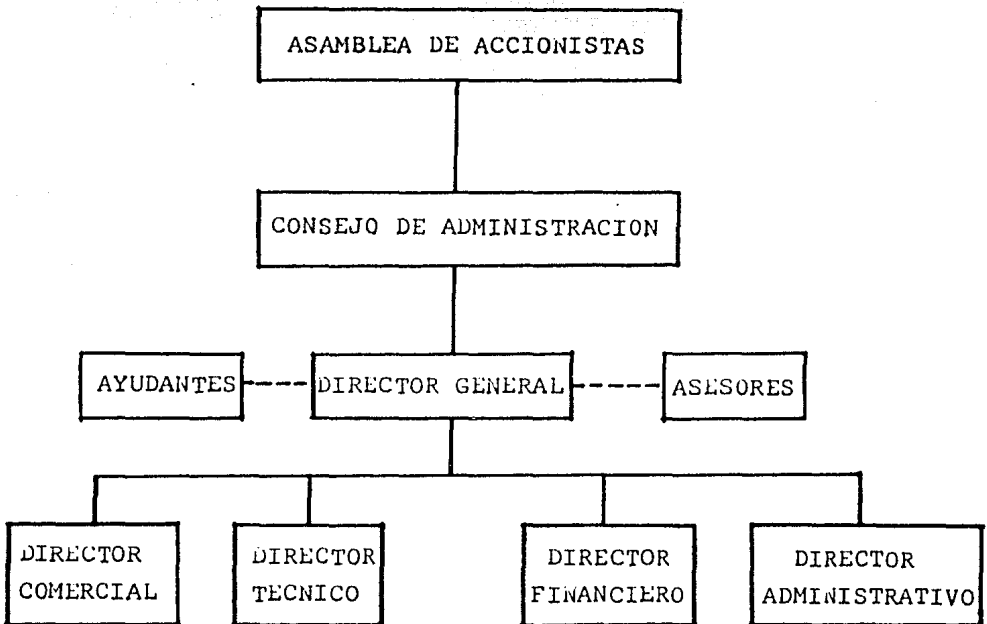 ASAMBLEA DE ACCIONISTAS
CONSEJO DE ADMINISTRACION
AYUDANTES
DIRECTOR GENERAL
ASESORES
DIRECTOR
COMERCIAL
DIRECTOR
TECNICO
DIRECTOR
FINANCIERO
DIRECTOR
ADMINISTRATIVO